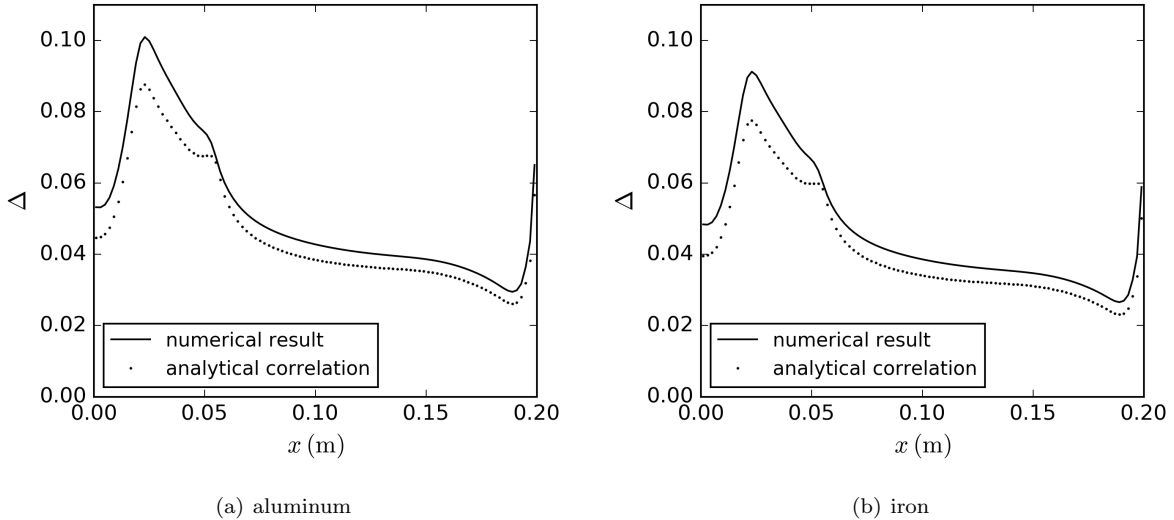 0.10
0.08
0.06
0.04
0.02
0.00
Δ
numerical result
analytical correlation
0.00 0.05 0.10 0.15 0.20
x (m)
(a) aluminum
0.10
0.08
0.06
0.04
0.02
0.00
Δ
numerical result
analytical correlation
0.00 0.05 0.10 0.15 0.20
x (m)
(b) iron